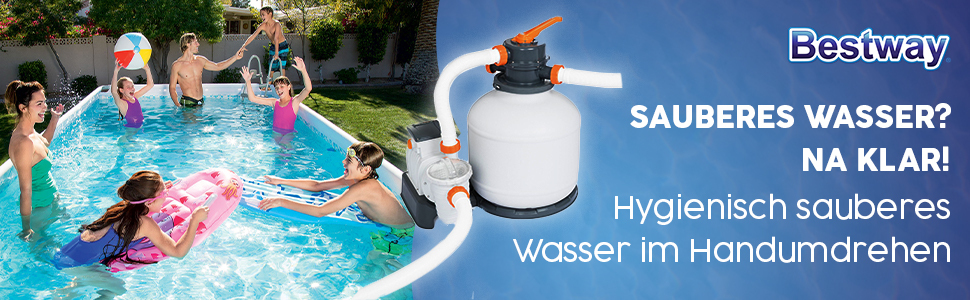 Bestway
SAUBERES WASSER?
NA KLAR!
Hygienisch sauberes
Wasser im Handumdrehen